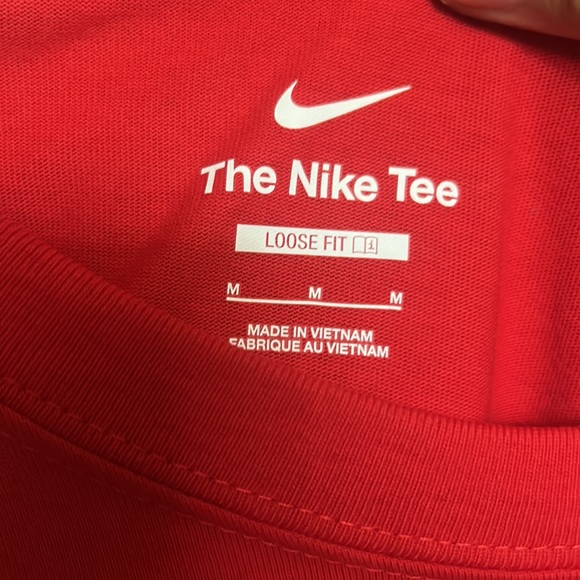 The Nike Tee
LOOSE FIT
M M M
MADE IN VIETNAM
FABRIQUE AU VIETNAM